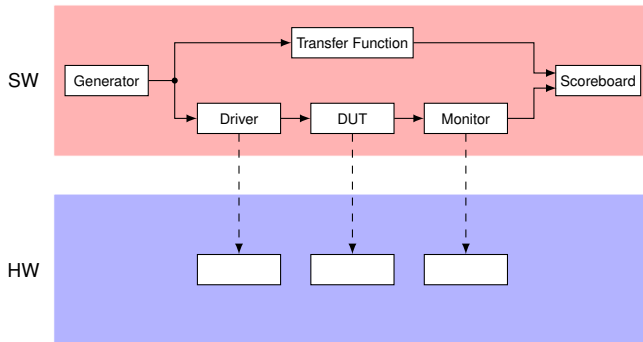 Transfer Function
SW
Generator
Scoreboard
Driver
DUT
Monitor
HW